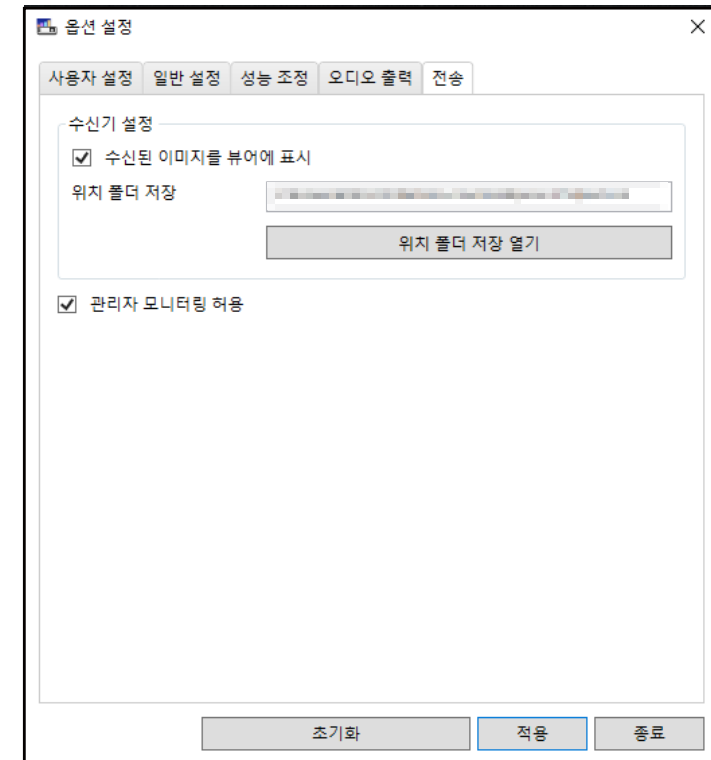 옵션 설정
사용자 설정 일반 설정 성능 조정 오디오 출력 전송
수신기 설정
수신된 이미지를 뷰어에 표시
위치 폴더 저장
위치 폴더 저장 열기
관리자 모니터링 허용
초기화 적용 종료